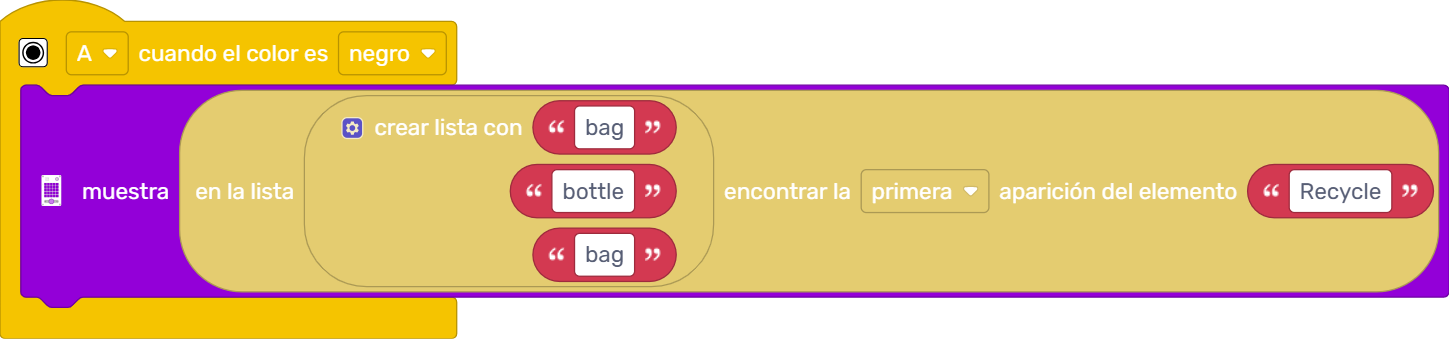 A cuando el color es negro
crear lista con “ bag ”
muestra en la lista “ bottle ” encontrar la primera aparición del elemento “ Recycle ”
“ bag ”